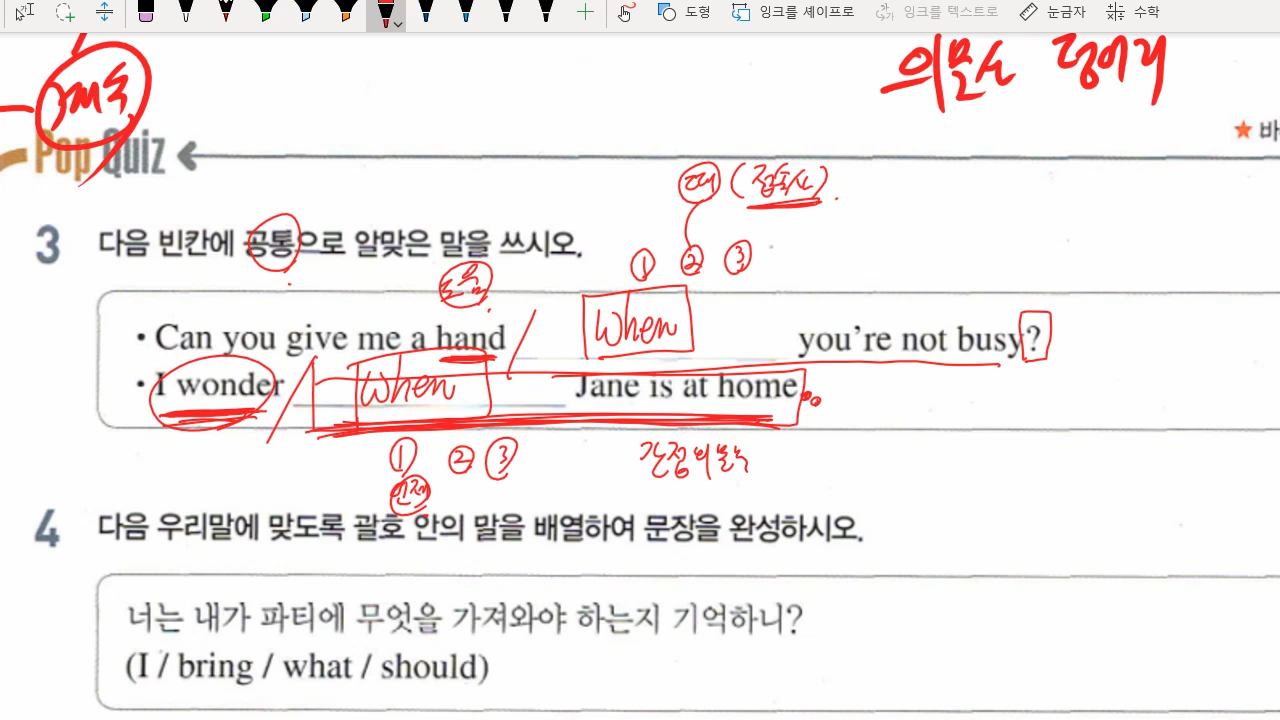 도형 잉크를 셰이프로 잉크를 텍스트로 눈금자 수학
의문사 덩어리
계속
Pop Quiz
★ 바
때 (접속사).
3 다음 빈칸에 공통으로 알맞은 말을 쓰시오.
① ② ③
도움
• Can you give me a hand / When you're not busy?
• I wonder / when Jane is at home.
① ② ③ 간접의문문
언제
4 다음 우리말에 맞도록 괄호 안의 말을 배열하여 문장을 완성하시오.
너는 내가 파티에 무엇을 가져와야 하는지 기억하니?
(I / bring / what / should)